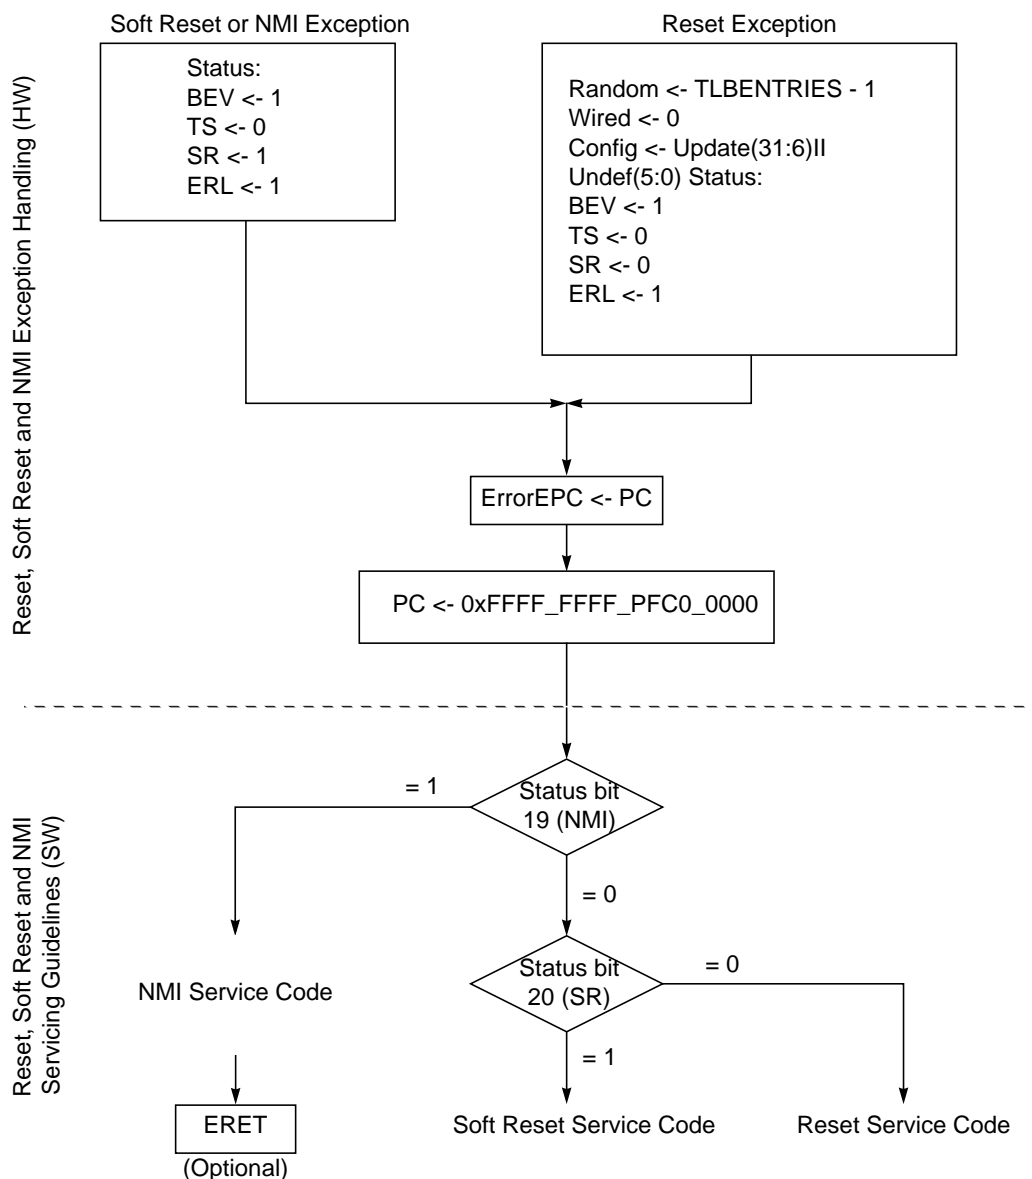 Soft Reset or NMI Exception
Status:
BEV <- 1
TS <- 0
SR <- 1
ERL <- 1
Reset Exception
Random <- TLBENTRIES - 1
Wired <- 0
Config <- Update(31:6)II
Undef(5:0) Status:
BEV <- 1
TS <- 0
SR <- 0
ERL <- 1
Reset, Soft Reset and NMI Exception Handling (HW)
ErrorEPC <- PC
PC <- 0xFFFF_FFFF_PFC0_0000
Reset, Soft Reset and NMI
Servicing Guidelines (SW)
Status bit
19 (NMI)
= 1
= 0
Status bit
20 (SR)
= 0
= 1
NMI Service Code
ERET
(Optional)
Soft Reset Service Code
Reset Service Code